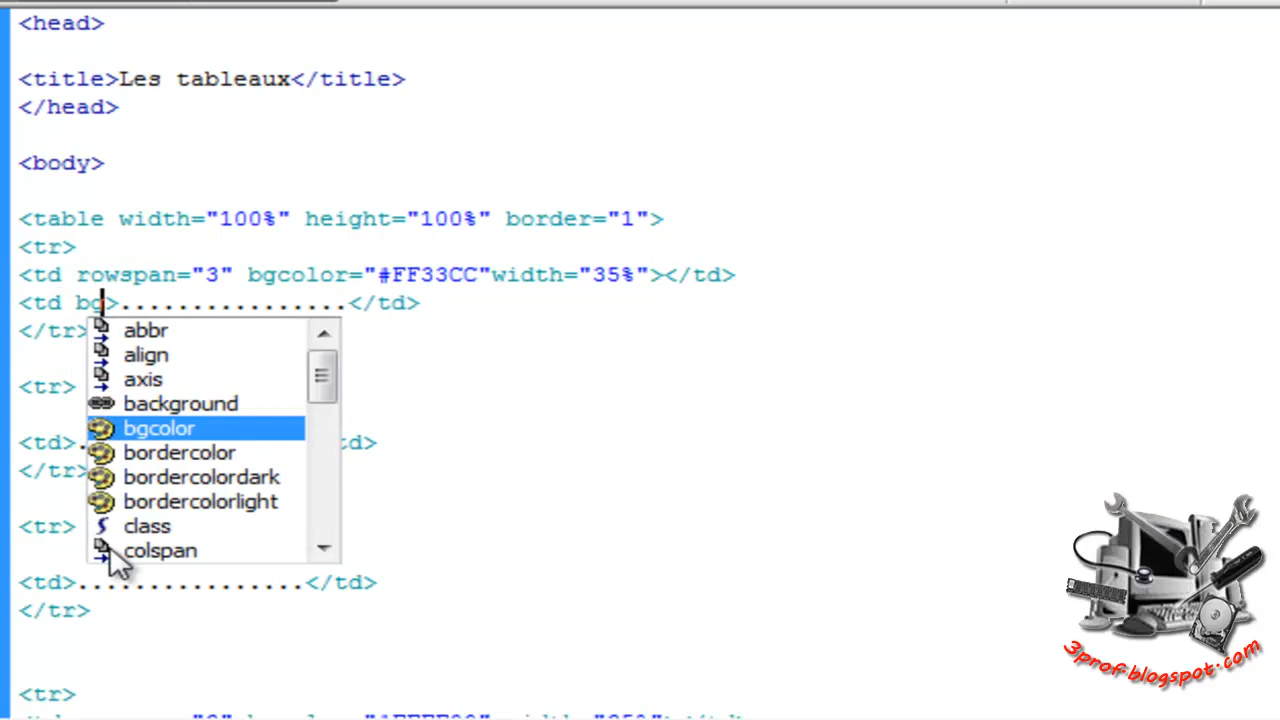 <head>
<title>Les tableaux</title>
</head>
<body>
<table width="100%" height="100%" border="1">
<tr>
<td rowspan="3" bgcolor="#FF33CC"width="35%"></td>
<td bg>................</td>
</tr>
abbr
align
axis
<tr>
background
bgcolor
<td>.
td>
bordercolor
</tr>
bordercolordark
bordercolorlight
<tr>
class
colspan
<td>................</td>
</tr>
<tr>
3prof.blogspot.com